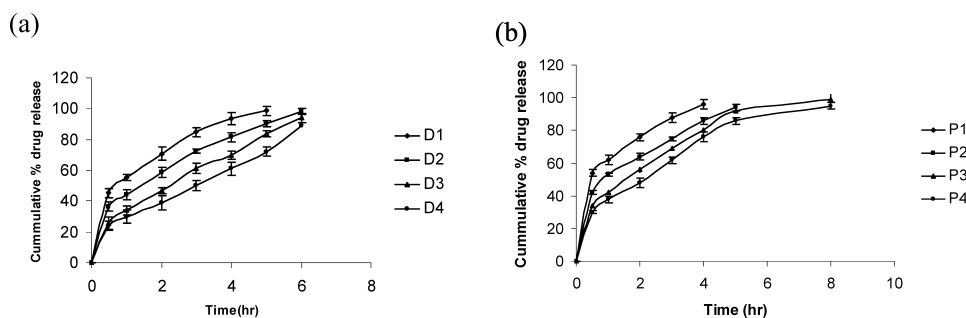 (a)
(b)
Cummulative % drug release
120
100
80
60
40
20
0
0 2 4 6 8
Time(hr)
D1
D2
D3
D4
Cummulative % drug release
120
100
80
60
40
20
0
0 2 4 6 8 10
Time (hr)
P1
P2
P3
P4